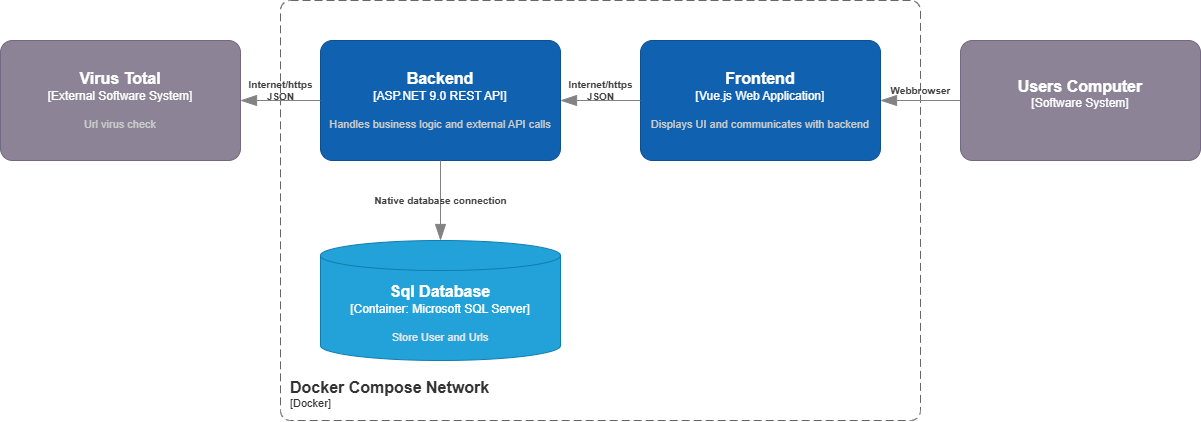 Virus Total
[External Software System]
Url virus check
Internet/https
JSON
Backend
[ASP.NET 9.0 REST API]
Handles business logic and external API calls
Internet/https
JSON
Frontend
[Vue.js Web Application]
Displays UI and communicates with backend
Webbrowser
Users Computer
[Software System]
Native database connection
Sql Database
[Container: Microsoft SQL Server]
Store User and Urls
Docker Compose Network
[Docker]